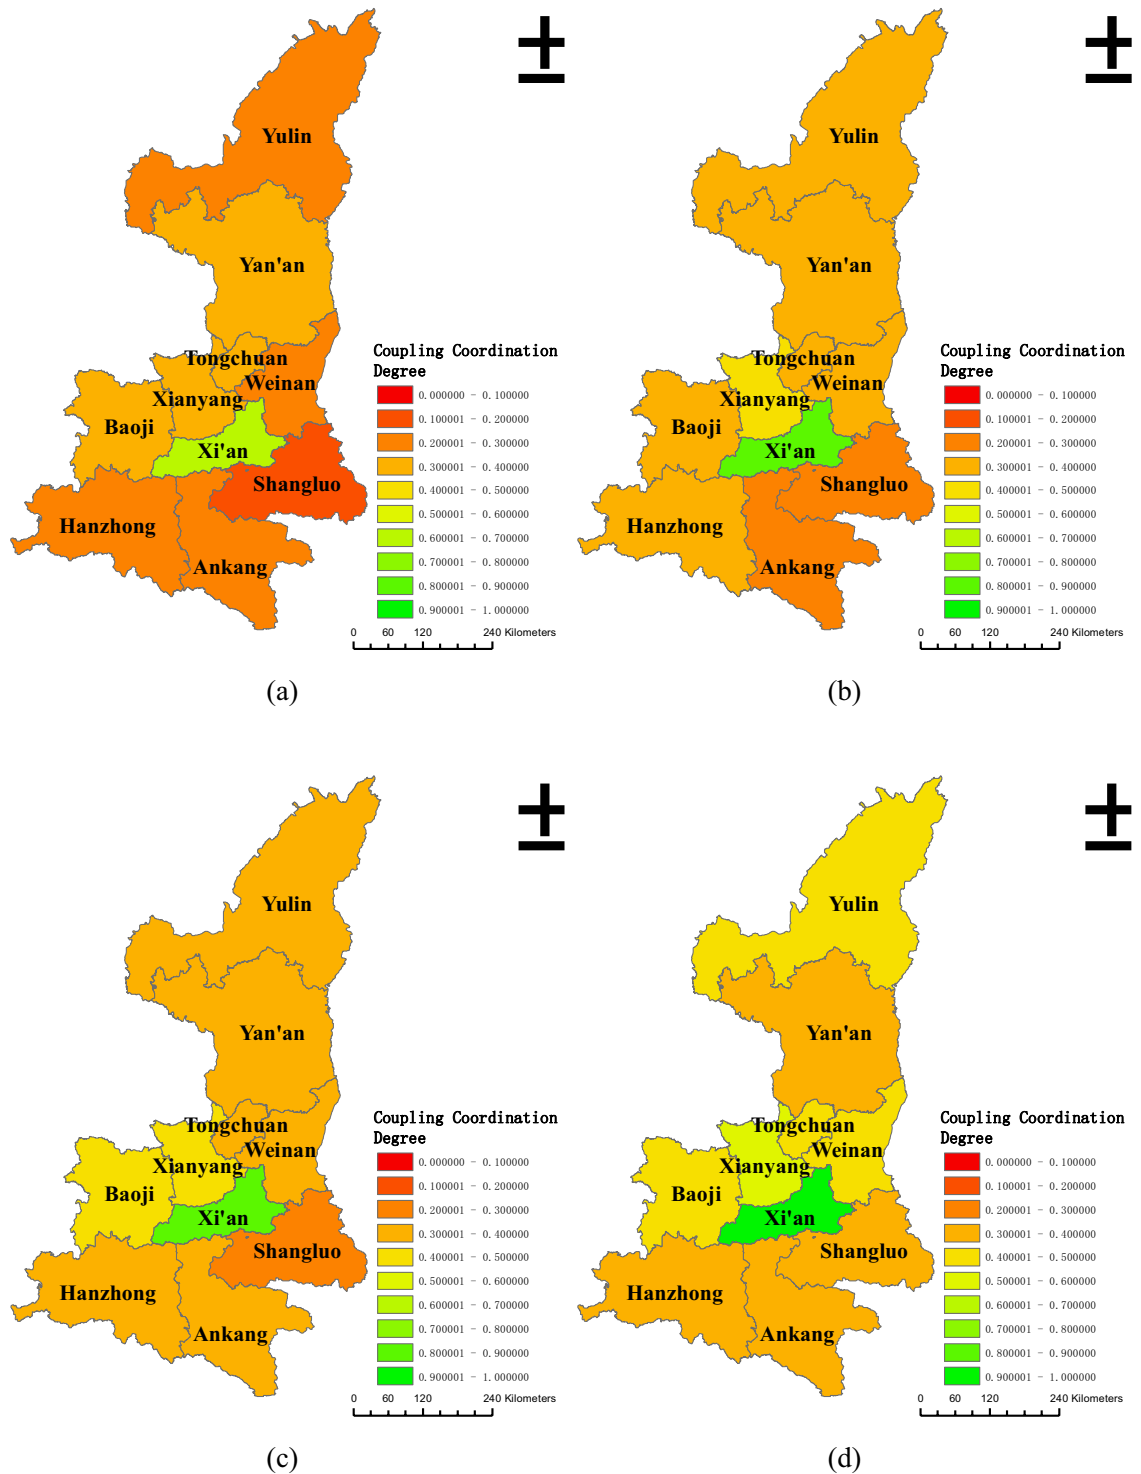 Yulin
Yan'an
Tongchuan
Weinan
Xianyang
Baoji
Xi'an
Shangluo
Hanzhong
Ankang
Coupling Coordination
Degree
0.000000 - 0.100000
0.100001 - 0.200000
0.200001 - 0.300000
0.300001 - 0.400000
0.400001 - 0.500000
0.500001 - 0.600000
0.600001 - 0.700000
0.700001 - 0.800000
0.800001 - 0.900000
0.900001 - 1.000000
0 60 120 240 Kilometers
(a)
Yulin
Yan'an
Tongchuan
Weinan
Xianyang
Baoji
Xi'an
Shangluo
Hanzhong
Ankang
Coupling Coordination
Degree
0.000000 - 0.100000
0.100001 - 0.200000
0.200001 - 0.300000
0.300001 - 0.400000
0.400001 - 0.500000
0.500001 - 0.600000
0.600001 - 0.700000
0.700001 - 0.800000
0.800001 - 0.900000
0.900001 - 1.000000
0 60 120 240 Kilometers
(b)
Yulin
Yan'an
Tongchuan
Weinan
Xianyang
Baoji
Xi'an
Shangluo
Hanzhong
Ankang
Coupling Coordination
Degree
0.000000 - 0.100000
0.100001 - 0.200000
0.200001 - 0.300000
0.300001 - 0.400000
0.400001 - 0.500000
0.500001 - 0.600000
0.600001 - 0.700000
0.700001 - 0.800000
0.800001 - 0.900000
0.900001 - 1.000000
0 60 120 240 Kilometers
(c)
Yulin
Yan'an
Tongchuan
Weinan
Xianyang
Baoji
Xi'an
Shangluo
Hanzhong
Ankang
Coupling Coordination
Degree
0.000000 - 0.100000
0.100001 - 0.200000
0.200001 - 0.300000
0.300001 - 0.400000
0.400001 - 0.500000
0.500001 - 0.600000
0.600001 - 0.700000
0.700001 - 0.800000
0.800001 - 0.900000
0.900001 - 1.000000
0 60 120 240 Kilometers
(d)